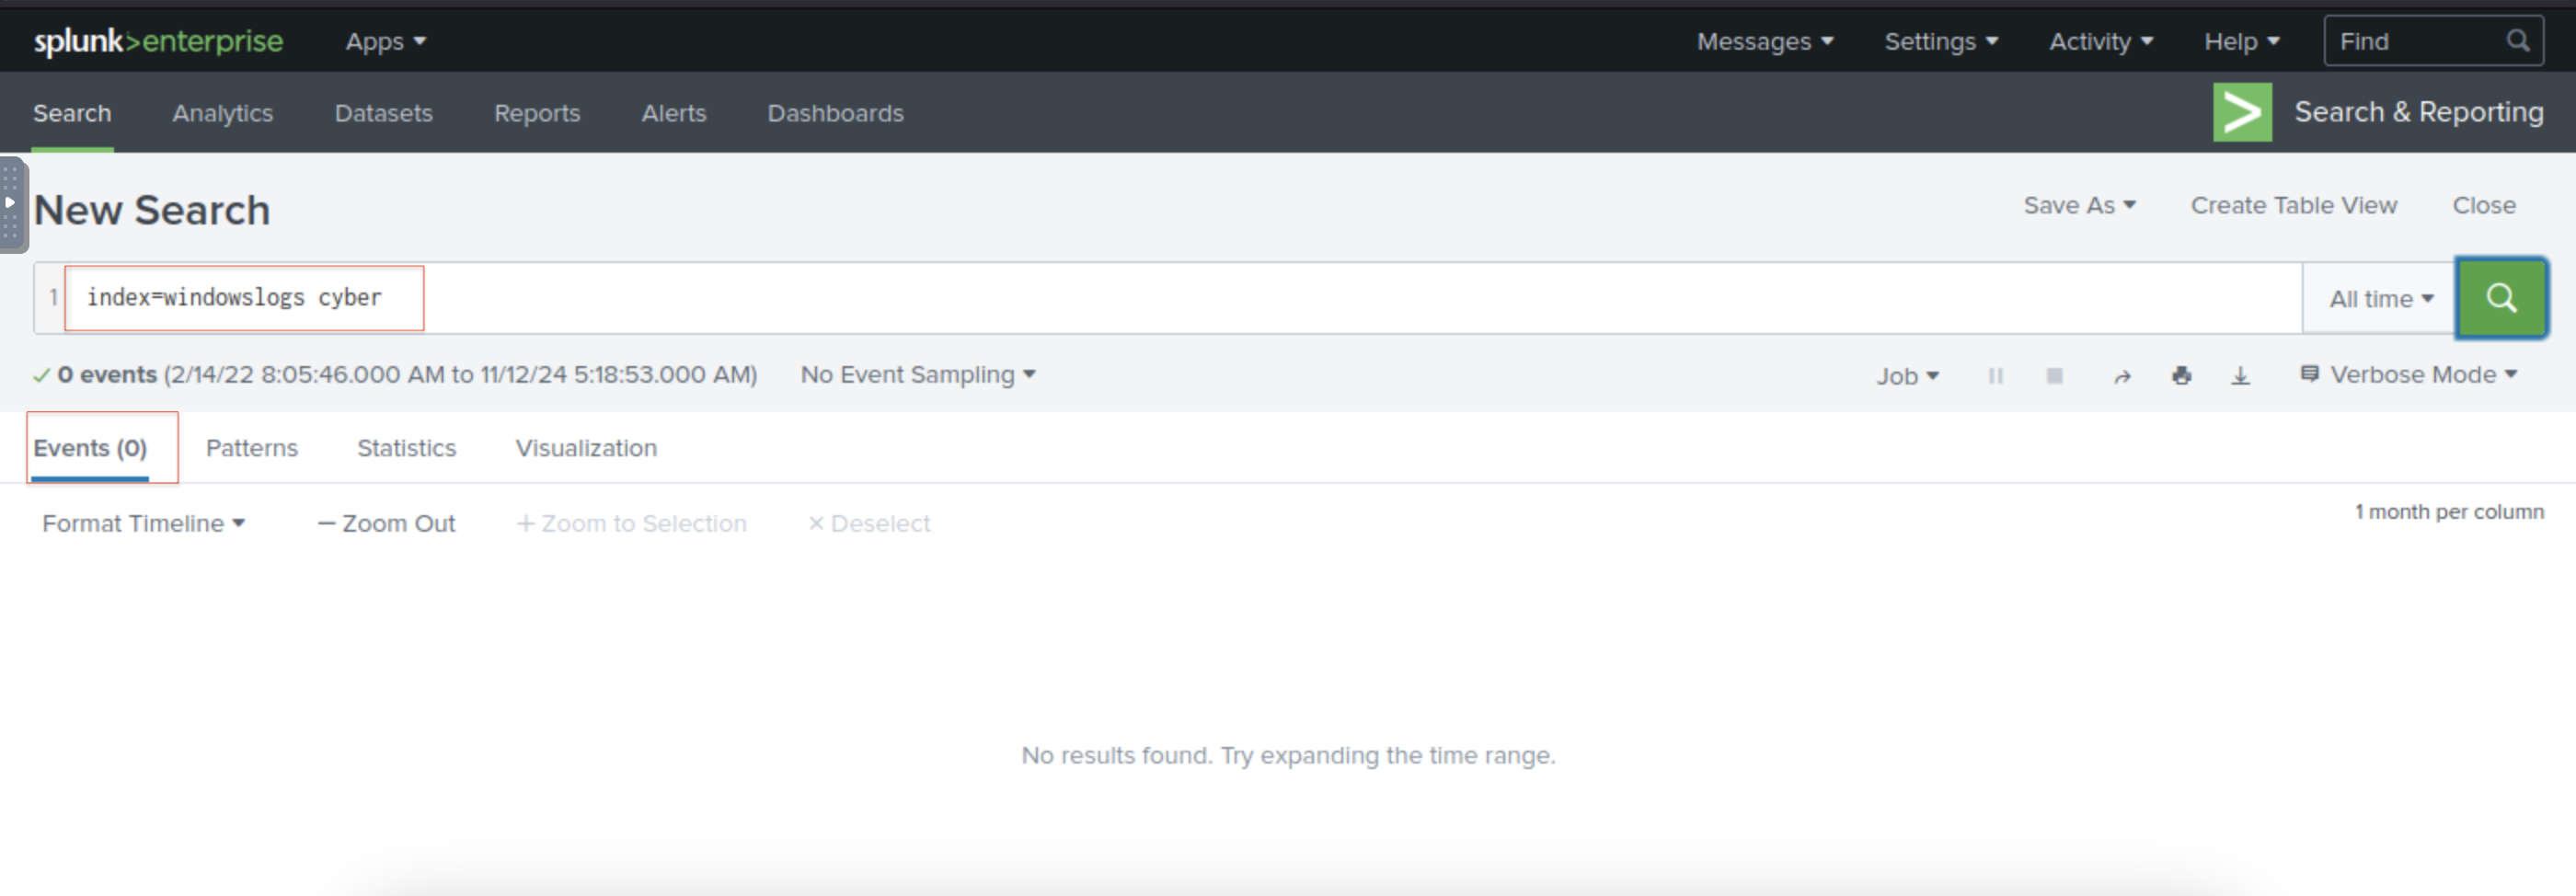 splunk>enterprise Apps Messages Settings Activity Help Find
Search Analytics Datasets Reports Alerts Dashboards Search & Reporting
New Search Save As Create Table View Close
1 index=windowslogs cyber All time
0 events (2/14/22 8:05:46.000 AM to 11/12/24 5:18:53.000 AM) No Event Sampling Job Verbose Mode
Events (0) Patterns Statistics Visualization
Format Timeline — Zoom Out + Zoom to Selection × Deselect 1 month per column
No results found. Try expanding the time range.